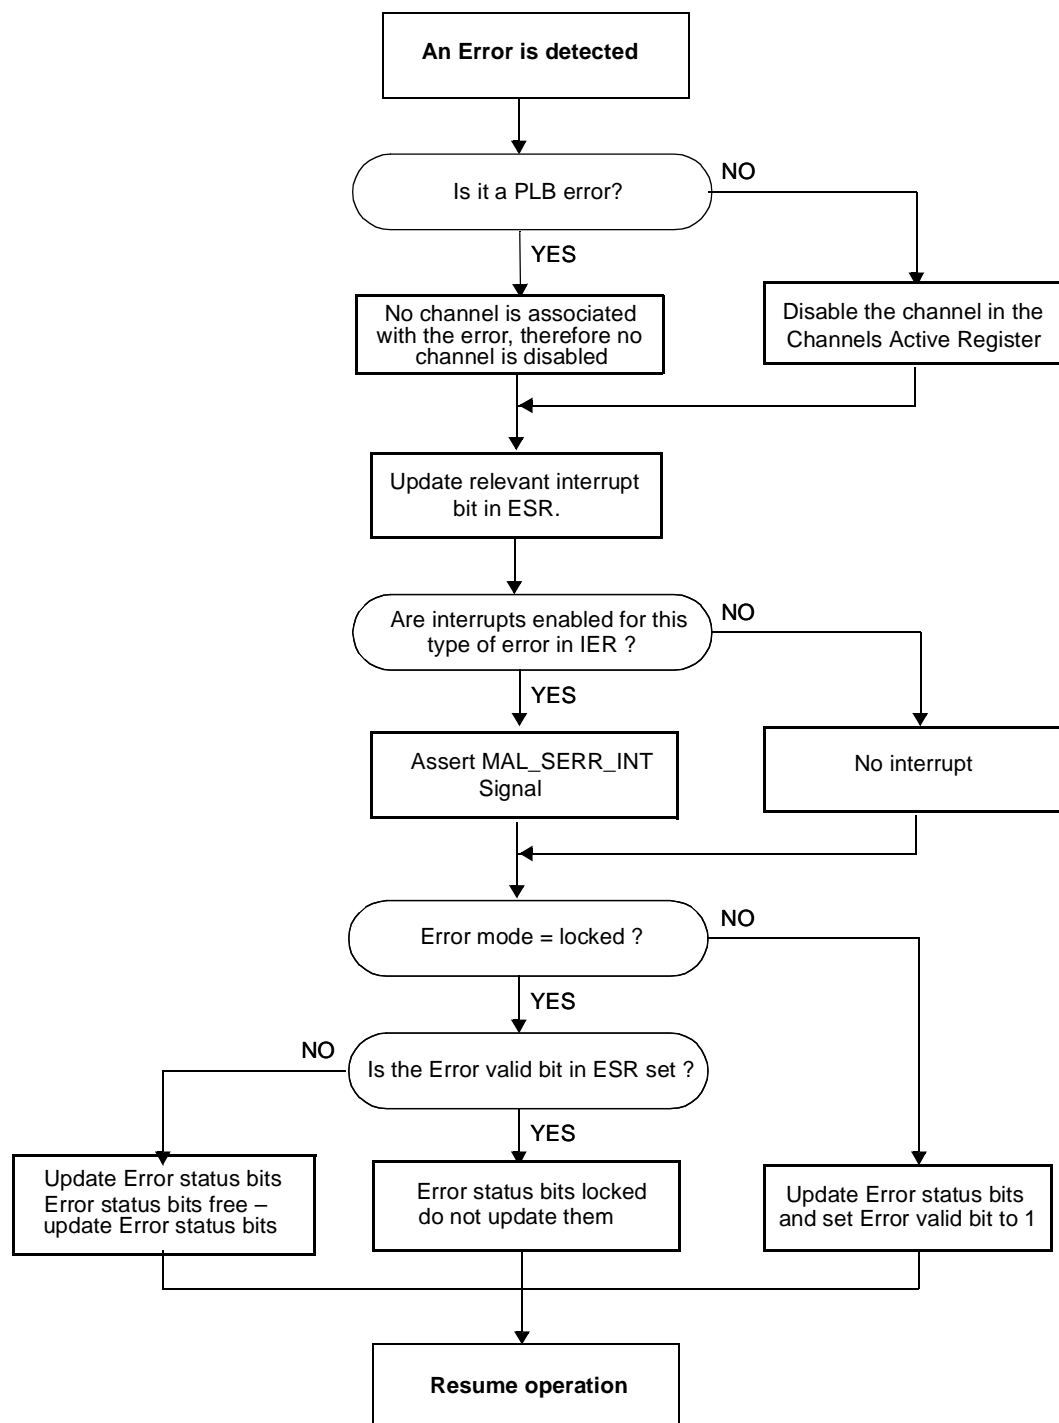 An Error is detected
Is it a PLB error?
NO
YES
No channel is associated
with the error, therefore no
channel is disabled
Disable the channel in the
Channels Active Register
Update relevant interrupt
bit in ESR.
Are interrupts enabled for this
type of error in IER ?
NO
YES
Assert MAL_SERR_INT
Signal
No interrupt
Error mode = locked ?
NO
YES
Is the Error valid bit in ESR set ?
NO
YES
Update Error status bits
Error status bits free –
update Error status bits
Error status bits locked
do not update them
Update Error status bits
and set Error valid bit to 1
Resume operation